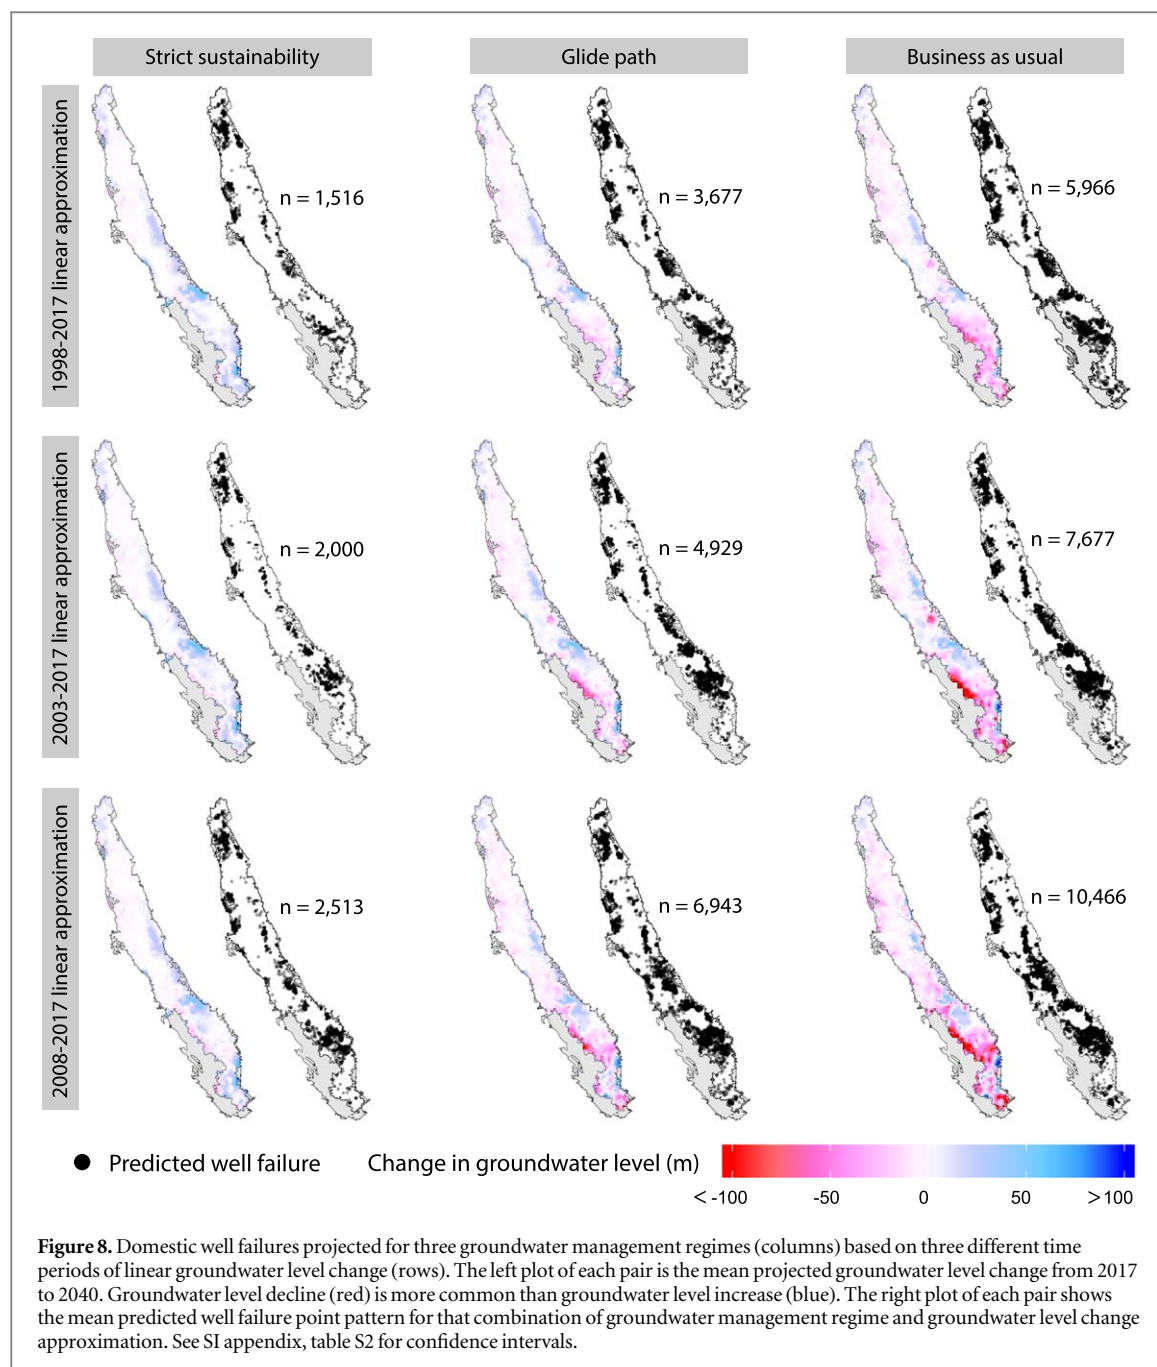 Strict sustainability
Glide path
Business as usual
1998-2017 linear approximation
n = 1,516
n = 3,677
n = 5,966
2003-2017 linear approximation
n = 2,000
n = 4,929
n = 7,677
2008-2017 linear approximation
n = 2,513
n = 6,943
n = 10,466
Predicted well failure
Change in groundwater level (m)
< -100
-50
0
50
>100
Figure 8. Domestic well failures projected for three groundwater management regimes (columns) based on three different time
periods of linear groundwater level change (rows). The left plot of each pair is the mean projected groundwater level change from 2017
to 2040. Groundwater level decline (red) is more common than groundwater level increase (blue). The right plot of each pair shows
the mean predicted well failure point pattern for that combination of groundwater management regime and groundwater level change
approximation. See SI appendix, table S2 for confidence intervals.